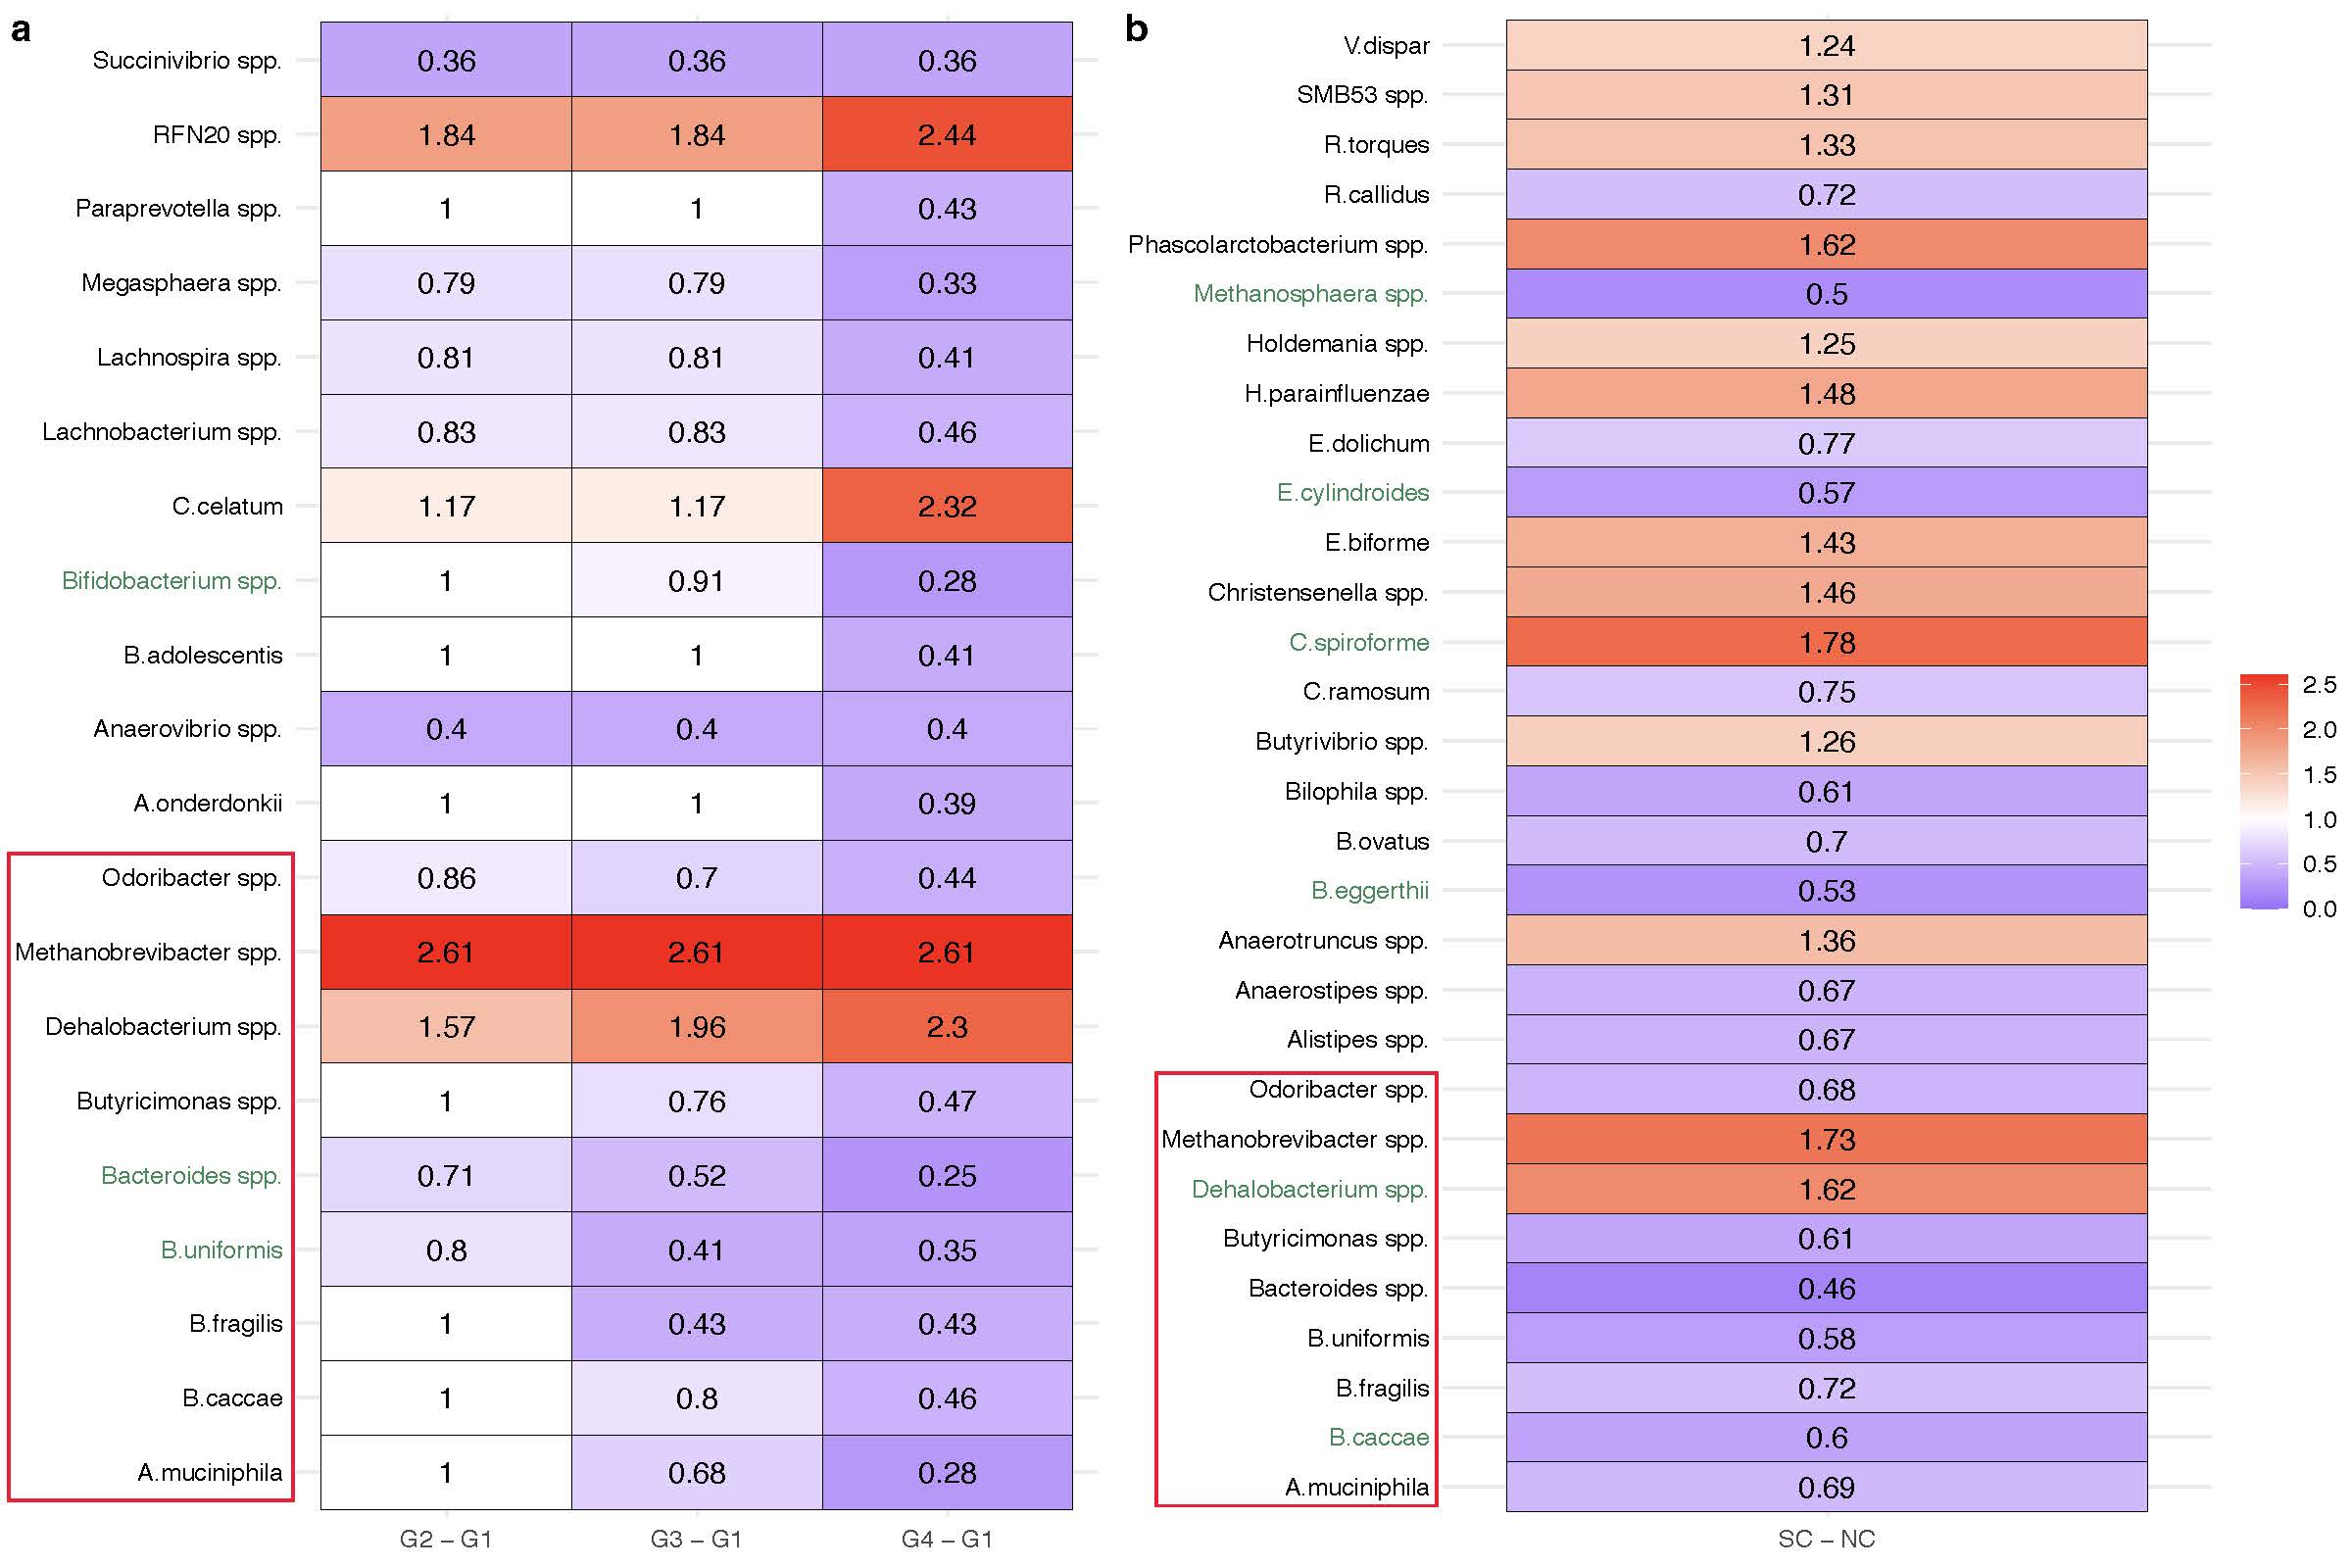 a
Succinivibrio spp. 0.36 0.36 0.36
RFN20 spp. 1.84 1.84 2.44
Paraprevotella spp. 1 1 0.43
Megasphaera spp. 0.79 0.79 0.33
Lachnospira spp. 0.81 0.81 0.41
Lachnobacterium spp. 0.83 0.83 0.46
C.celatum 1.17 1.17 2.32
Bifidobacterium spp. 1 0.91 0.28
B.adolescentis 1 1 0.41
Anaerovibrio spp. 0.4 0.4 0.4
A.onderdonkii 1 1 0.39
Odoribacter spp. 0.86 0.7 0.44
Methanobrevibacter spp. 2.61 2.61 2.61
Dehalobacterium spp. 1.57 1.96 2.3
Butyricimonas spp. 1 0.76 0.47
Bacteroides spp. 0.71 0.52 0.25
B.uniformis 0.8 0.41 0.35
B.fragilis 1 0.43 0.43
B.caccae 1 0.8 0.46
A.muciniphila 1 0.68 0.28
G2 – G1 G3 – G1 G4 – G1
b
V.dispar 1.24
SMB53 spp. 1.31
R.torques 1.33
R.callidus 0.72
Phascolarctobacterium spp. 1.62
Methanosphaera spp. 0.5
Holdemania spp. 1.25
H.parainfluenzae 1.48
E.dolichum 0.77
E.cylindroides 0.57
E.biforme 1.43
Christensenella spp. 1.46
C.spiroforme 1.78
C.ramosum 0.75
Butyrivibrio spp. 1.26
Bilophila spp. 0.61
B.ovatus 0.7
B.eggerthii 0.53
Anaerotruncus spp. 1.36
Anaerostipes spp. 0.67
Alistipes spp. 0.67
Odoribacter spp. 0.68
Methanobrevibacter spp. 1.73
Dehalobacterium spp. 1.62
Butyricimonas spp. 0.61
Bacteroides spp. 0.46
B.uniformis 0.58
B.fragilis 0.72
B.caccae 0.6
A.muciniphila 0.69
SC – NC
2.5
2.0
1.5
1.0
0.5
0.0